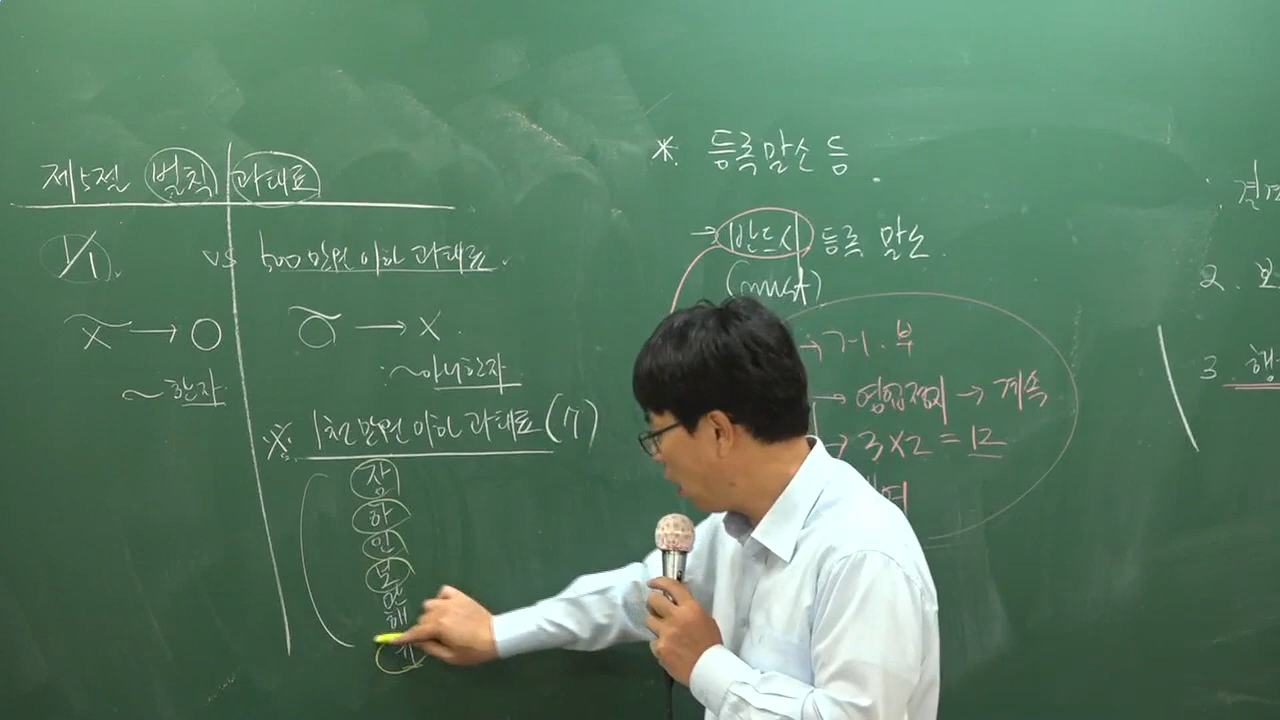 제5절 벌칙 과태료
1/1 vs 500만원이하 과태료.
X → O
O → X.
~한자
:~아니한자
※ 1천만원이하과태료(7)
장
하
인
보
안
해
* 등록말소 등
→ 반드시 등록 말소.
(must)
→ 거.부
→ 영업정지 → 계속
→ 3×2=12
2.
3. 행